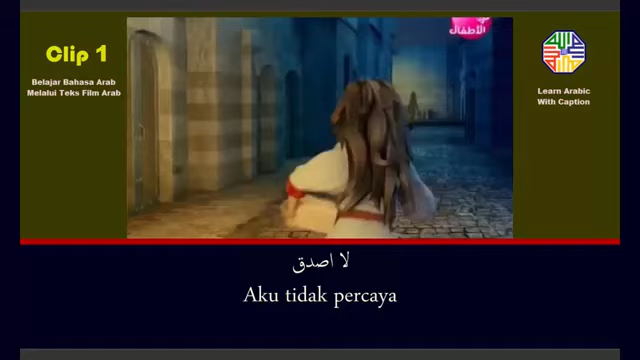 Clip 1
Belajar Bahasa Arab
Melalui Teks Film Arab
الأطفال
Learn Arabic
With Caption
لا اصدق
Aku tidak percaya